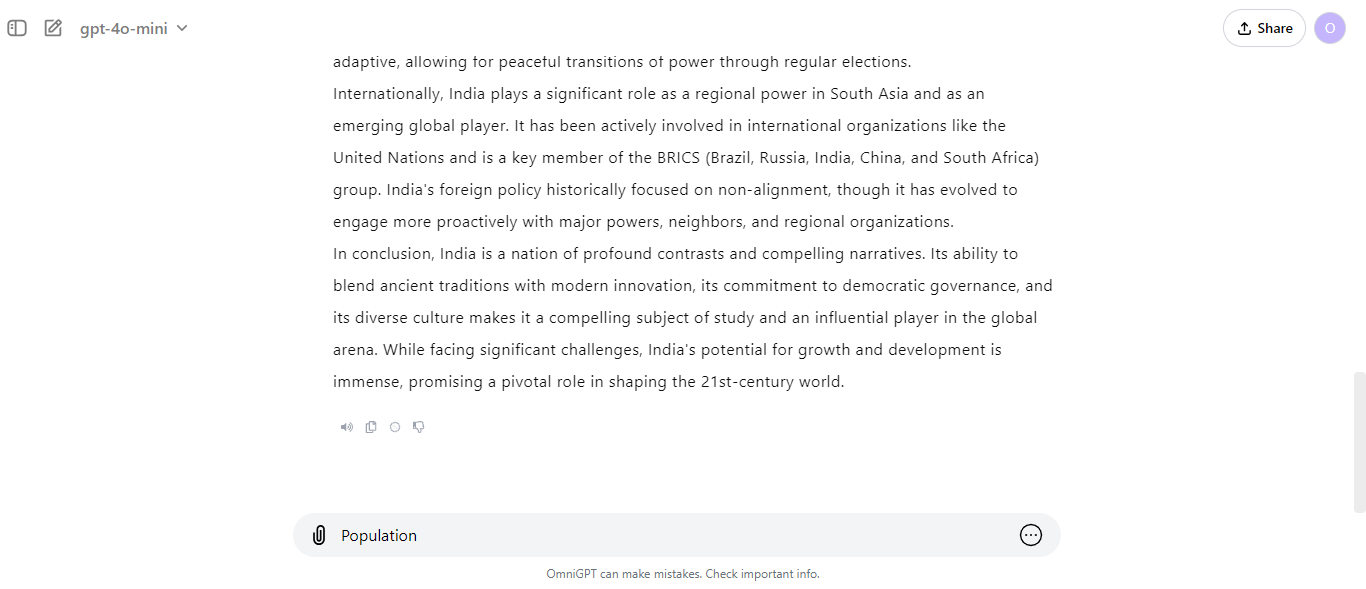 gpt-4o-mini
Share
O
adaptive, allowing for peaceful transitions of power through regular elections.
Internationally, India plays a significant role as a regional power in South Asia and as an
emerging global player. It has been actively involved in international organizations like the
United Nations and is a key member of the BRICS (Brazil, Russia, India, China, and South Africa)
group. India's foreign policy historically focused on non-alignment, though it has evolved to
engage more proactively with major powers, neighbors, and regional organizations.
In conclusion, India is a nation of profound contrasts and compelling narratives. Its ability to
blend ancient traditions with modern innovation, its commitment to democratic governance, and
its diverse culture makes it a compelling subject of study and an influential player in the global
arena. While facing significant challenges, India's potential for growth and development is
immense, promising a pivotal role in shaping the 21st-century world.
Population
OmniGPT can make mistakes. Check important info.